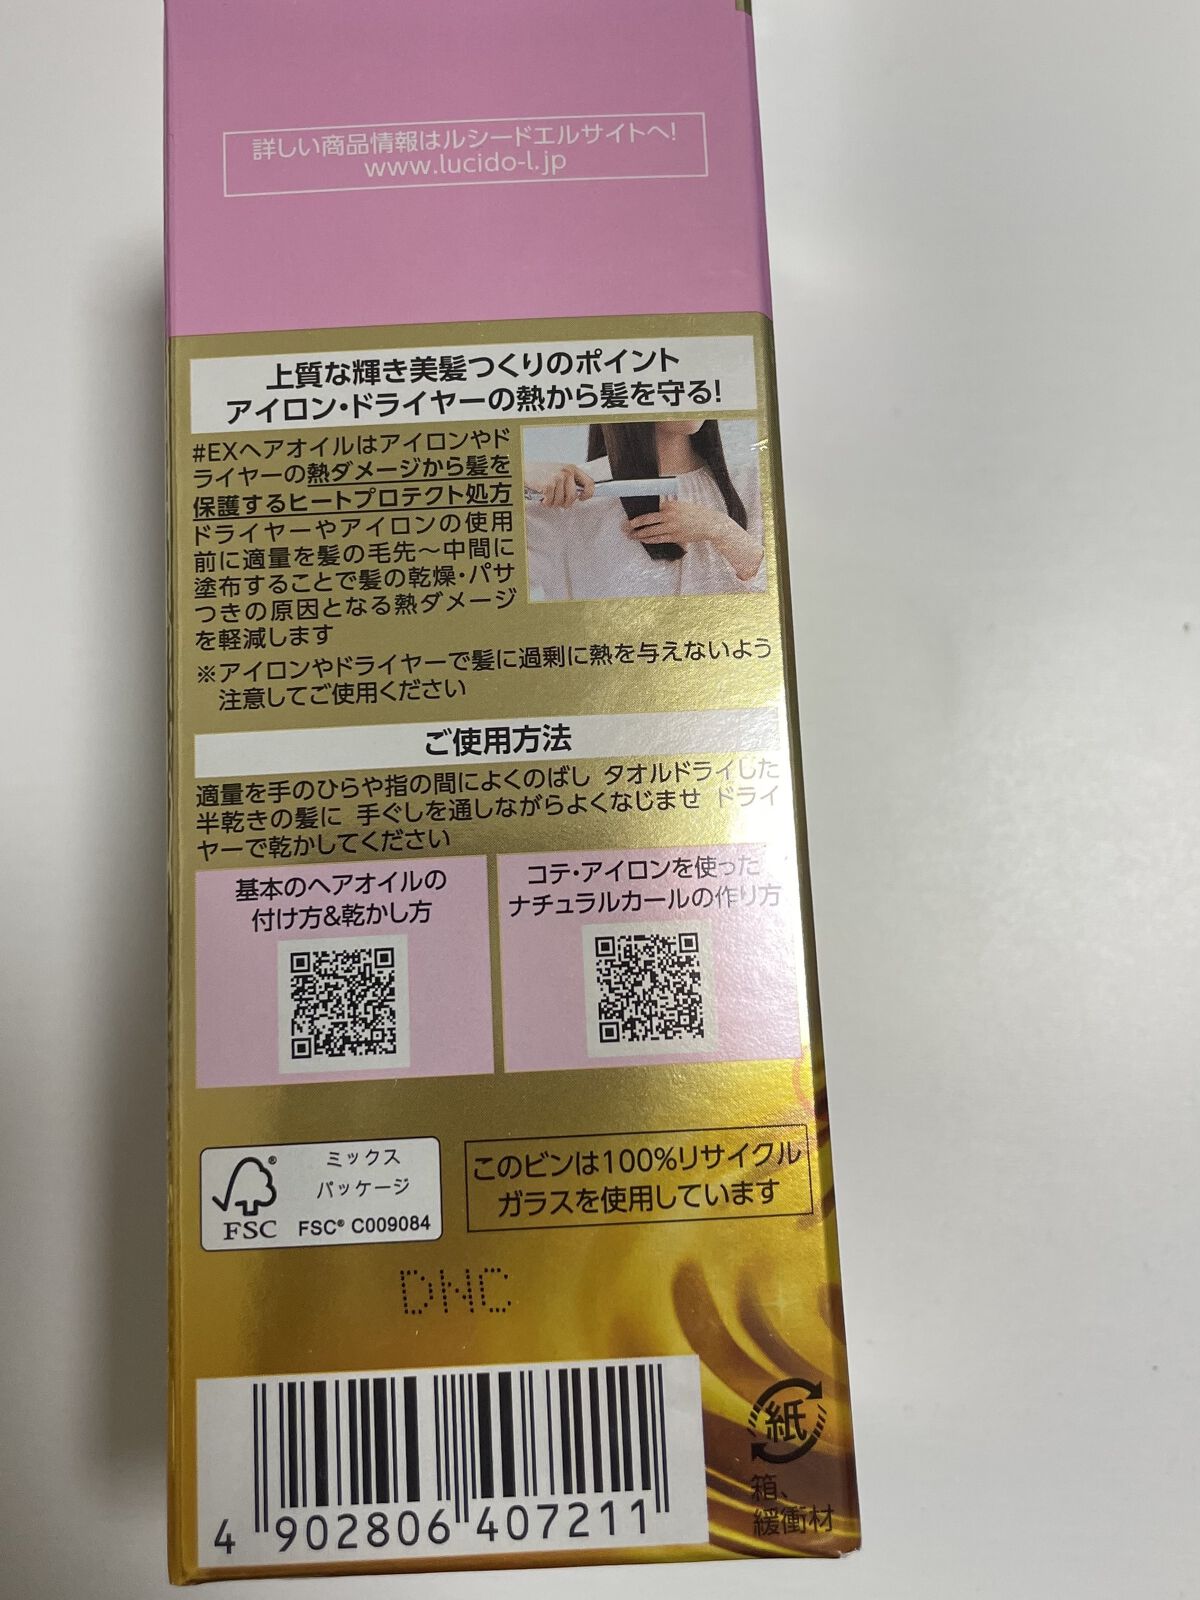 詳しい商品情報はルシードエルサイトへ!
www.lucido-l.jp
上質な輝き美髪つくりのポイント
アイロン・ドライヤーの熱から髪を守る!
#EXヘアオイルはアイロンやド
ライヤーの熱ダメージから髪を
保護するヒートプロテクト処方
ドライヤーやアイロンの使用
前に適量を髪の毛先〜中間に
塗布することで髪の乾燥・パサ
つきの原因となる熱ダメージ
を軽減します
※アイロンやドライヤーで髪に過剰に熱を与えないよう
注意してご使用ください
ご使用方法
適量を手のひらや指の間によくのばし タオルドライした
半乾きの髪に 手ぐしを通しながらよくなじませ ドライ
ヤーで乾かしてください
基本のヘアオイルの
付け方&乾かし方
コテ・アイロンを使った
ナチュラルカールの作り方
ミックス
パッケージ
FSC
FSC® C009084
このビンは100%リサイクル
ガラスを使用しています
DNC
4 902806 407211
紙
箱、
緩衝材